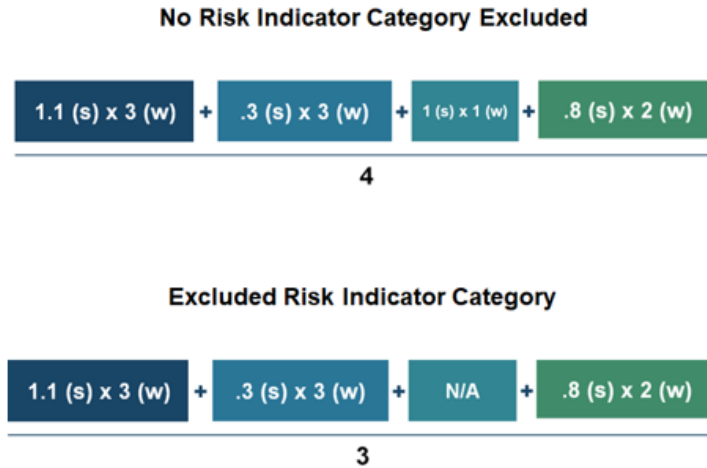 No Risk Indicator Category Excluded
1.1 (s) x 3 (w) + .3 (s) x 3 (w) + 1 (s) x 1 (w) + .8 (s) x 2 (w)
4
Excluded Risk Indicator Category
1.1 (s) x 3 (w) + .3 (s) x 3 (w) + N/A + .8 (s) x 2 (w)
3